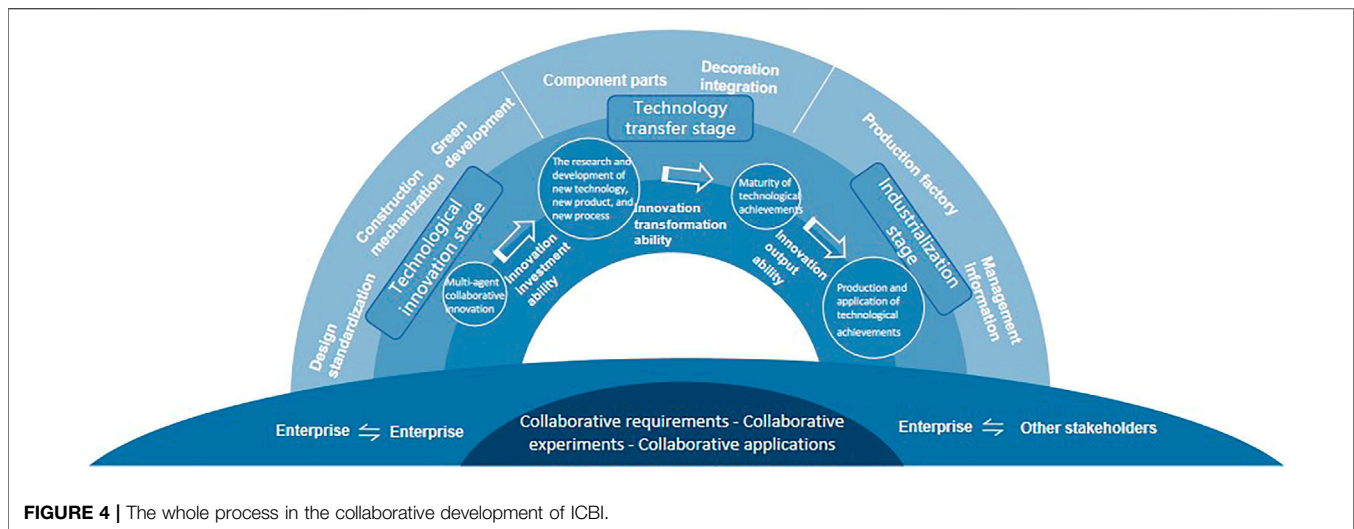 Component parts
Decoration
integration
Technology
transfer stage
Green
development
Construction
mechanization
Design
standardization
Technological
innovation stage
Production factory
Management
information
Industrialization
stage
The research and
development of
new technology,
new product, and
new process
Maturity of
technological
achievements
Multi-agent
collaborative
innovation
Production and
application of
technological
achievements
Innovation
investment
ability
Innovation
transformation
ability
Innovation
output
ability
Enterprise ⇋ Enterprise
Collaborative requirements - Collaborative
experiments - Collaborative applications
Enterprise ⇋ Other stakeholders
FIGURE 4 | The whole process in the collaborative development of ICBI.